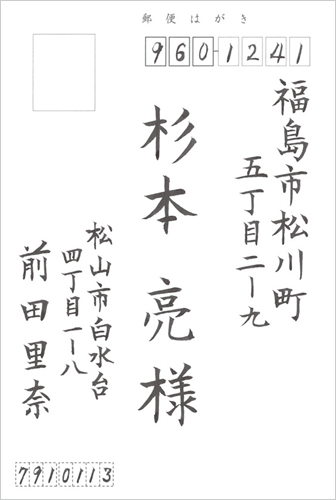 郵便はがき
960-1241
福島市松川町
五丁目二ー九
杉本亮様
松山市白水台
四丁目一ー八
前田里奈
7910113